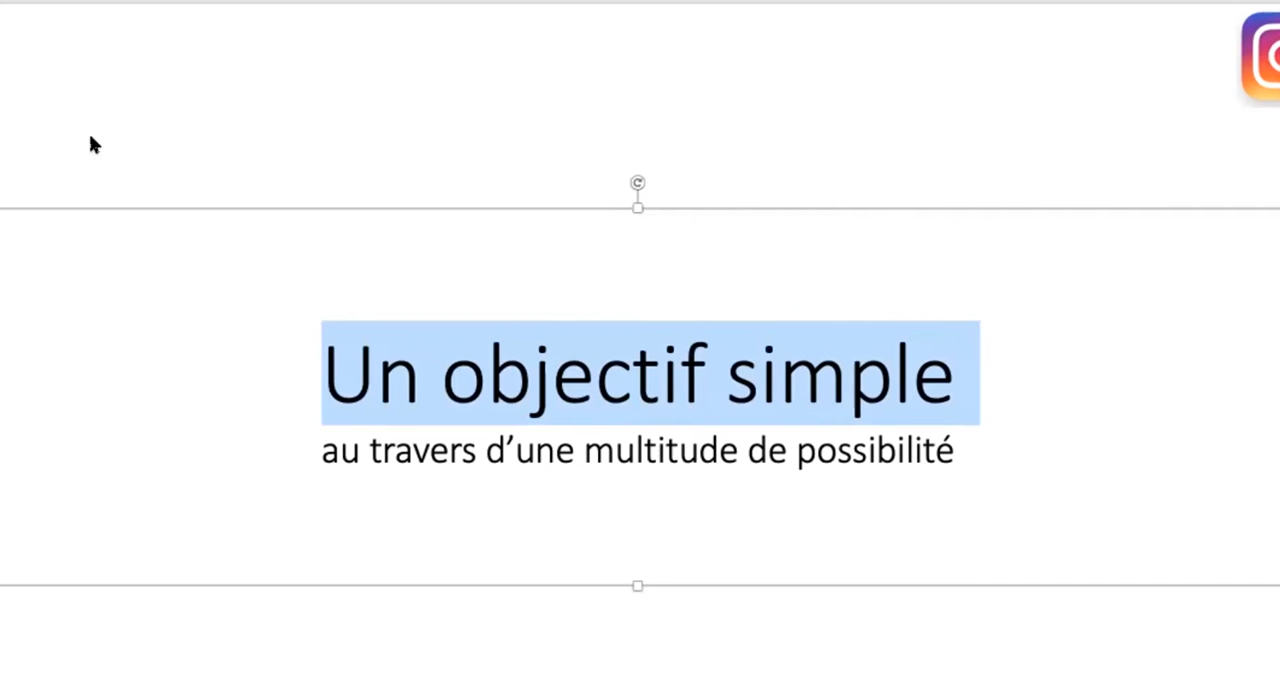 Un objectif simple
au travers d’une multitude de possibilité